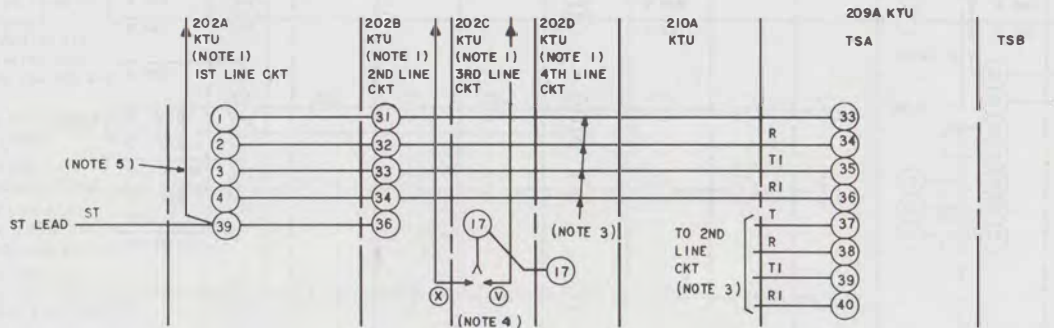 202A
KTU
(NOTE 1)
1ST LINE CKT
202B
KTU
(NOTE 1)
2ND LINE
CKT
202C
KTU
(NOTE 1)
3RD LINE
CKT
202D
KTU
(NOTE 1)
4TH LINE
CKT
210A
KTU
209A KTU
TSA
TSB
1 31 33
2 32 R 34
(NOTE 5) 3 33 T1 35
4 34 R1 36
ST LEAD ST 39 36 T 37
17 17 (NOTE 3)
TO 2ND
LINE
CKT
(NOTE 3)
R 38
T1 39
R1 40
X V
(NOTE 4)